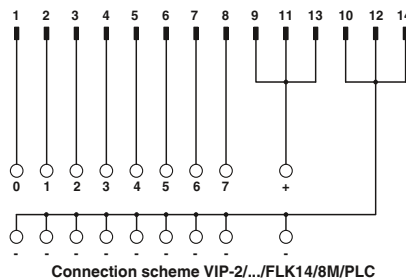 1 2 3 4 5 6 7 8 9 11 13 10 12 14
0 1 2 3 4 5 6 7 +
- - - - - - - - -
Connection scheme VIP-2/.../FLK14/8M/PLC